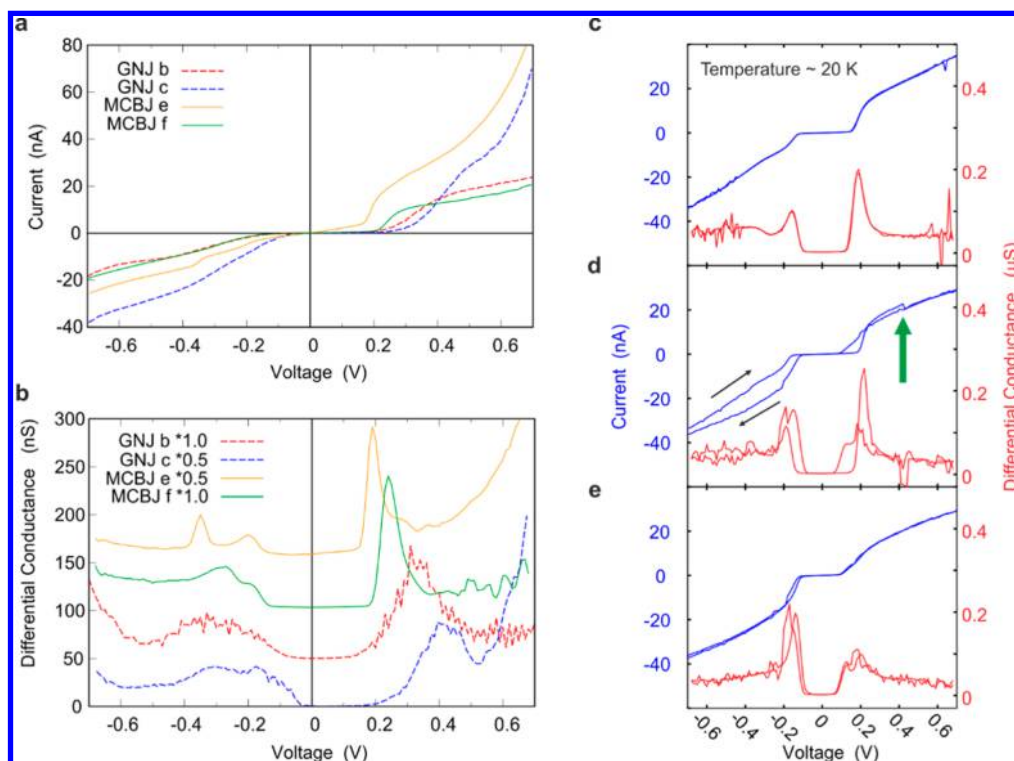 a
80
60
40
20
0
-20
-40
Current (nA)
GNJ b
GNJ c
MCBJ e
MCBJ f
-0.6 -0.4 -0.2 0 0.2 0.4 0.6
Voltage (V)
b
300
250
200
150
100
50
0
Differential Conductance (nS)
GNJ b *1.0
GNJ c *0.5
MCBJ e *0.5
MCBJ f *1.0
-0.6 -0.4 -0.2 0 0.2 0.4 0.6
Voltage (V)
c
Temperature ~ 20 K
20
0
-20
-40
0.4
0.2
0
d
20
0
-20
-40
0.4
0.2
0
Current (nA)
Differential Conductance (µS)
e
20
0
-20
-40
0.4
0.2
0
-0.6 -0.4 -0.2 0 0.2 0.4 0.6
Voltage (V)